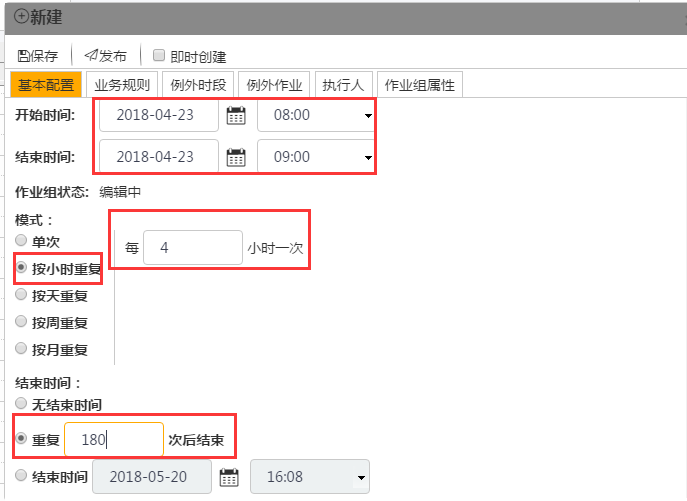 新建
保存 发布 即时创建
基本配置 业务规则 例外时段 例外作业 执行人 作业组属性
开始时间: 2018-04-23 08:00
结束时间: 2018-04-23 09:00
作业组状态: 编辑中
模式：
单次
每 4 小时一次
按小时重复
按天重复
按周重复
按月重复
结束时间：
无结束时间
重复 180 次后结束
结束时间 2018-05-20 16:08